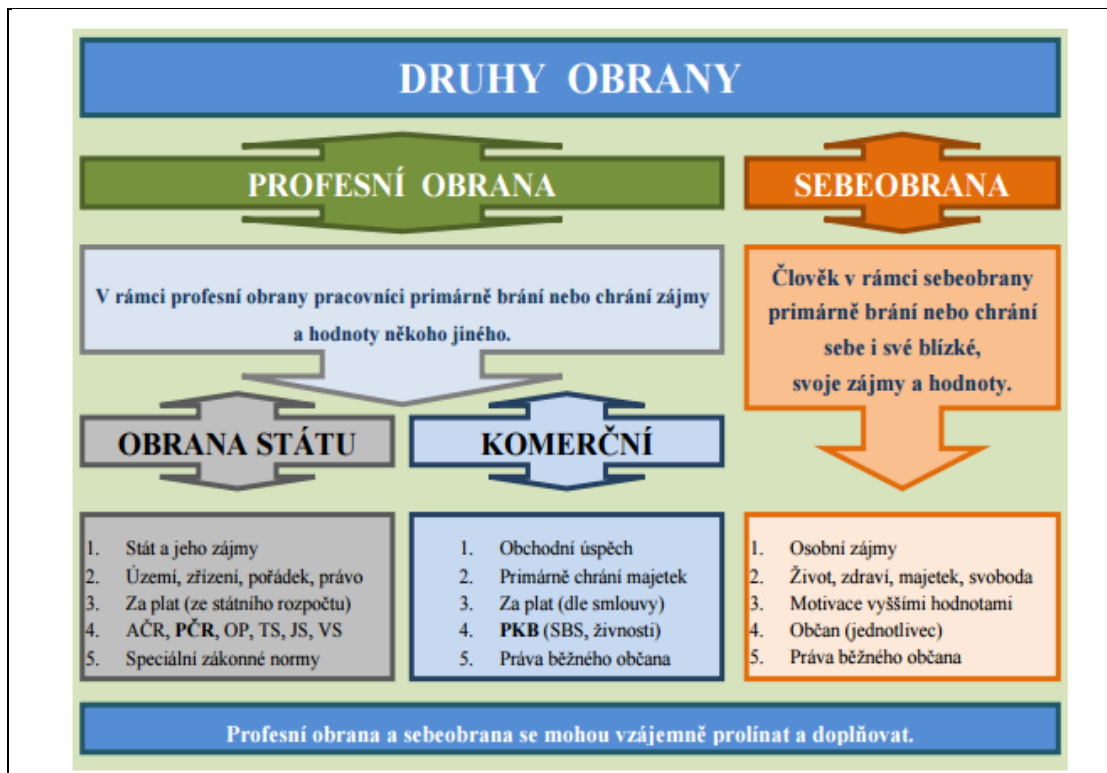 DRUHY OBRANY
PROFESNÍ OBRANA
SEBEOBRANA
V rámci profesní obrany pracovníci primárně brání nebo chrání zájmy
a hodnoty někoho jiného.
Člověk v rámci sebeobrany
primárně brání nebo chrání
sebe i své blízké,
svoje zájmy a hodnoty.
OBRANA STÁTU
KOMERČNÍ
1. Stát a jeho zájmy
2. Území, zřízení, pořádek, právo
3. Za plat (ze státního rozpočtu)
4. AČR, PČR, OP, TS, JS, VS
5. Speciální zákonné normy
1. Obchodní úspěch
2. Primárně chrání majetek
3. Za plat (dle smlouvy)
4. PKB (SBS, živnosti)
5. Práva běžného občana
1. Osobní zájmy
2. Život, zdraví, majetek, svoboda
3. Motivace vyššími hodnotami
4. Občan (jednotlivec)
5. Práva běžného občana
Profesní obrana a sebeobrana se mohou vzájemně prolínat a doplňovat.